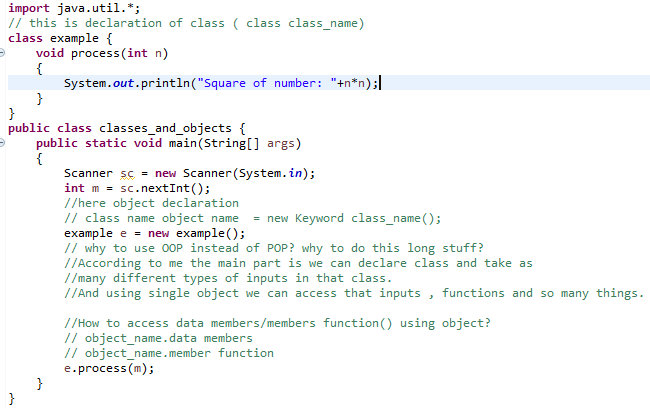 import java.util.*;
// this is declaration of class ( class class_name)
class example {
void process(int n)
{
System.out.println("Square of number: "+n*n);
}
}
public class classes_and_objects {
public static void main(String[] args)
{
Scanner sc = new Scanner(System.in);
int m = sc.nextInt();
//here object declaration
// class name object name  = new Keyword class_name();
example e = new example();
// why to use OOP instead of POP? why to do this long stuff?
//According to me the main part is we can declare class and take as
//many different types of inputs in that class.
//And using single object we can access that inputs , functions and so many things.
//How to access data members/members function() using object?
// object_name.data members
// object_name.member function
e.process(m);
}
}